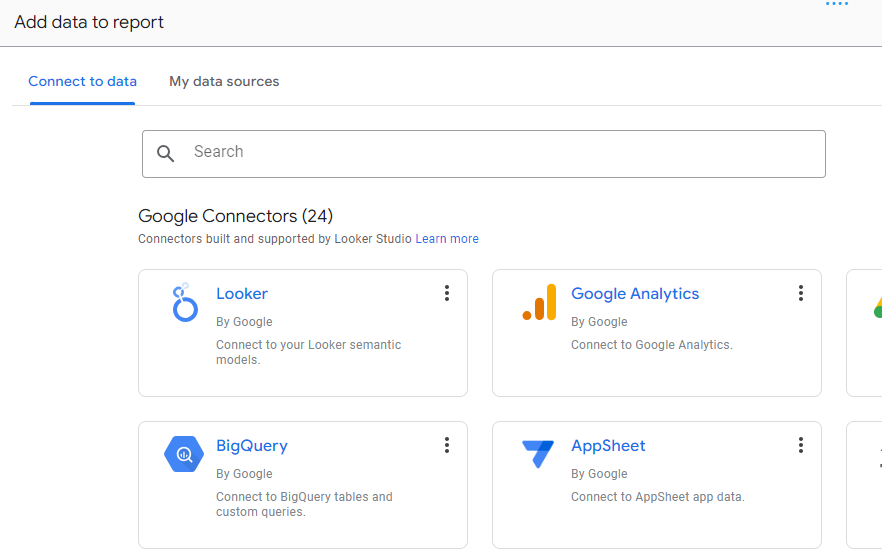 Add data to report
Connect to data
My data sources
Search
Google Connectors (24)
Connectors built and supported by Looker Studio Learn more
Looker
By Google
Connect to your Looker semantic
models.
Google Analytics
By Google
Connect to Google Analytics.
BigQuery
By Google
Connect to BigQuery tables and
custom queries.
AppSheet
By Google
Connect to AppSheet app data.